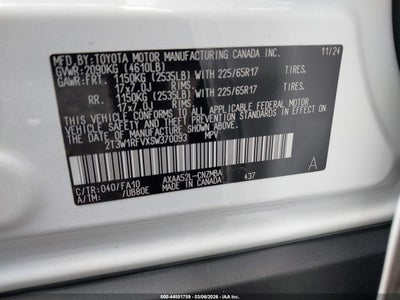 MFD.BY:TOYOTA MOTOR MANUFACTURING CANADA INC. 11/24
GVWR:2090KG (4610LB)
GAWR:FRT. 1150KG (2535LB) WITH 225/65R17 TIRES.
17x7.0J RIMS.
RR. 1150KG (2535LB) WITH 225/65R17 TIRES.
17x7.0J RIMS.
THIS VEHICLE CONFORMS TO ALL APPLICABLE FEDERAL MOTOR
VEHICLE SAFETY AND THEFT PREVENTION STANDARDS IN EFFECT ON
THE DATE OF MANUFACTURE SHOWN ABOVE.
2T3W1RFVXSW370093 MPV
C/TR:040/FA10 AXAA52L-CNZMBA A
A/TM: /UB80E MADE IN CANADA 437
000-44551759 - 03/06/2026 - IAA Inc.